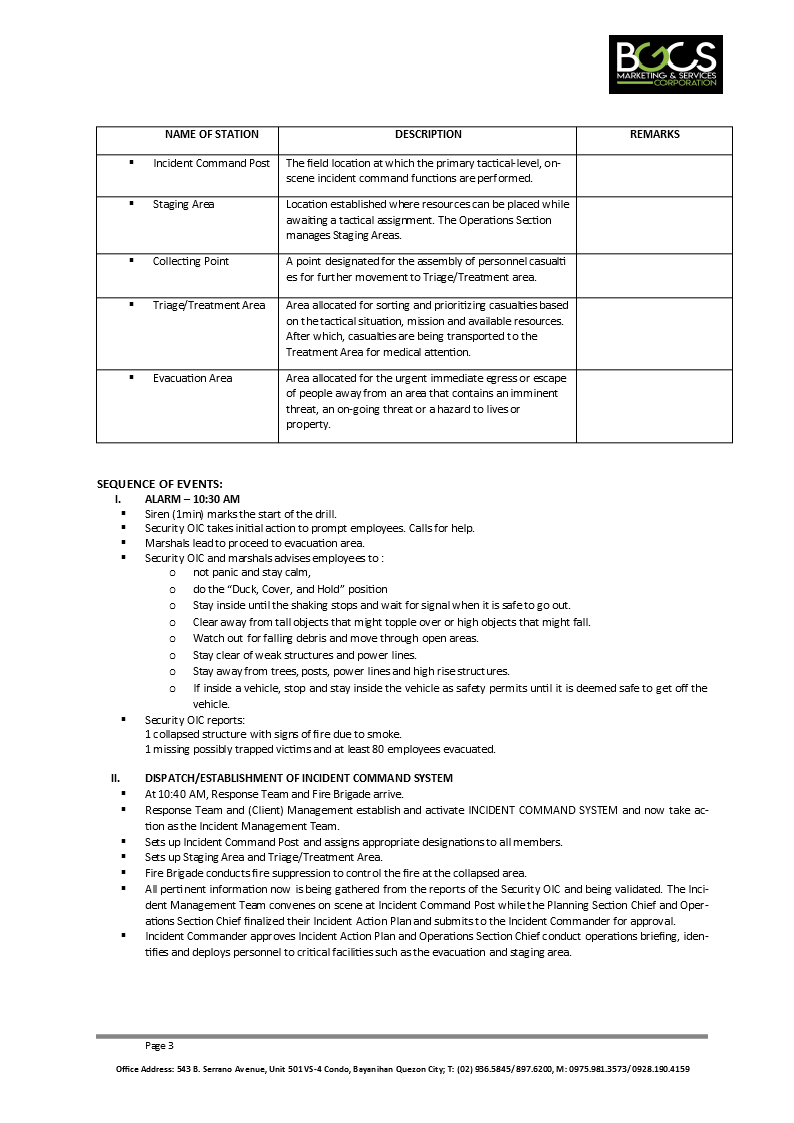 BGCS
MARKETING & SERVICES
CORPORATION
NAME OF STATION DESCRIPTION REMARKS
▪ Incident Command Post The field location at which the primary tactical-level, on-
scene incident command functions are performed.
▪ Staging Area Location established where resources can be placed while
awaiting a tactical assignment. The Operations Section
manages Staging Areas.
▪ Collecting Point A point designated for the assembly of personnel casualti
es for further movement to Triage/Treatment area.
▪ Triage/Treatment Area Area allocated for sorting and prioritizing casualties based
on the tactical situation, mission and available resources.
After which, casualties are being transported to the
Treatment Area for medical attention.
▪ Evacuation Area Area allocated for the urgent immediate egress or escape
of people away from an area that contains an imminent
threat, an on-going threat or a hazard to lives or
property.
SEQUENCE OF EVENTS:
I. ALARM – 10:30 AM
▪ Siren (1min) marks the start of the drill.
▪ Security OIC takes initial action to prompt employees. Calls for help.
▪ Marshals lead to proceed to evacuation area.
▪ Security OIC and marshals advises employees to :
o not panic and stay calm,
o do the “Duck, Cover, and Hold” position
o Stay inside until the shaking stops and wait for signal when it is safe to go out.
o Clear away from tall objects that might topple over or high objects that might fall.
o Watch out for falling debris and move through open areas.
o Stay clear of weak structures and power lines.
o Stay away from trees, posts, power lines and high rise structures.
o If inside a vehicle, stop and stay inside the vehicle as safety permits until it is deemed safe to get off the
vehicle.
▪ Security OIC reports:
1 collapsed structure with signs of fire due to smoke.
1 missing possibly trapped victims and at least 80 employees evacuated.
II. DISPATCH/ESTABLISHMENT OF INCIDENT COMMAND SYSTEM
▪ At 10:40 AM, Response Team and Fire Brigade arrive.
▪ Response Team and (Client) Management establish and activate INCIDENT COMMAND SYSTEM and now take ac-
tion as the Incident Management Team.
▪ Sets up Incident Command Post and assigns appropriate designations to all members.
▪ Sets up Staging Area and Triage/Treatment Area.
▪ Fire Brigade conducts fire suppression to control the fire at the collapsed area.
▪ All pertinent information now is being gathered from the reports of the Security OIC and being validated. The Inci-
dent Management Team convenes on scene at Incident Command Post while the Planning Section Chief and Oper-
ations Section Chief finalized their Incident Action Plan and submits to the Incident Commander for approval.
▪ Incident Commander approves Incident Action Plan and Operations Section Chief conduct operations briefing, iden-
tifies and deploys personnel to critical facilities such as the evacuation and staging area.
Page 3
Office Address: 543 B. Serrano Avenue, Unit 501 VS-4 Condo, Bayanihan Quezon City; T: (02) 936.5845/ 897.6200, M: 0975.981.3573/ 0928.190.4159